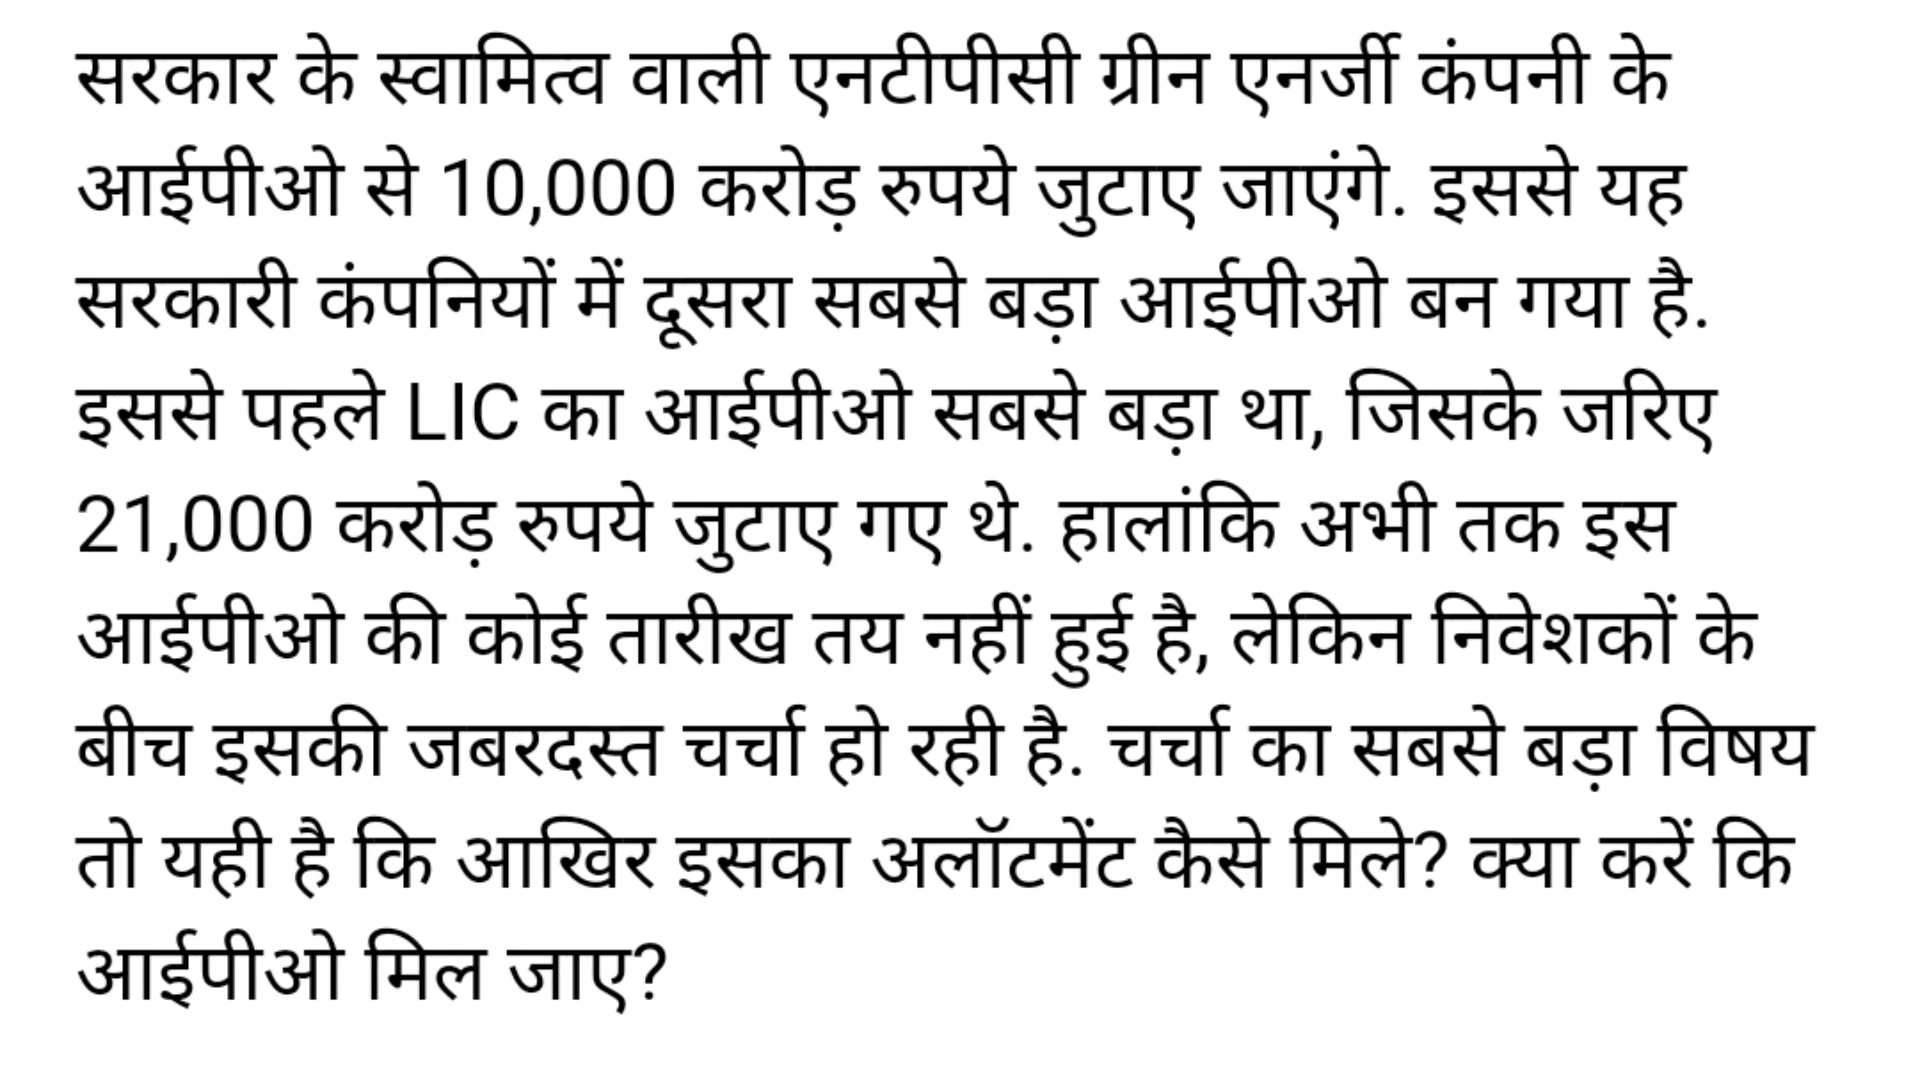 सरकार के स्वामित्व वाली एनटीपीसी ग्रीन एनर्जी कंपनी के
आईपीओ से 10,000 करोड़ रुपये जुटाए जाएंगे. इससे यह
सरकारी कंपनियों में दूसरा सबसे बड़ा आईपीओ बन गया है.
इससे पहले LIC का आईपीओ सबसे बड़ा था, जिसके जरिए
21,000 करोड़ रुपये जुटाए गए थे. हालांकि अभी तक इस
आईपीओ की कोई तारीख तय नहीं हुई है, लेकिन निवेशकों के
बीच इसकी जबरदस्त चर्चा हो रही है. चर्चा का सबसे बड़ा विषय
तो यही है कि आखिर इसका अलॉटमेंट कैसे मिले? क्या करें कि
आईपीओ मिल जाए?